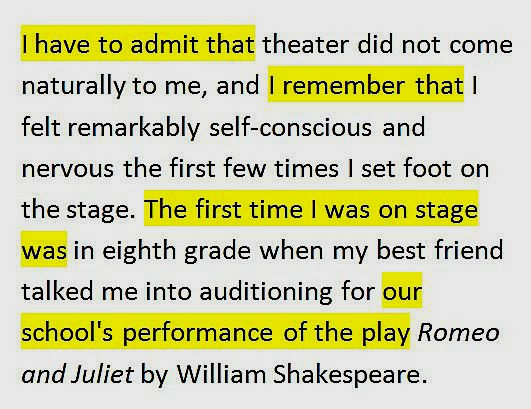 I have to admit that theater did not come
naturally to me, and I remember that I
felt remarkably self-conscious and
nervous the first few times I set foot on
the stage. The first time I was on stage
was in eighth grade when my best friend
talked me into auditioning for our
school's performance of the play Romeo
and Juliet by William Shakespeare.